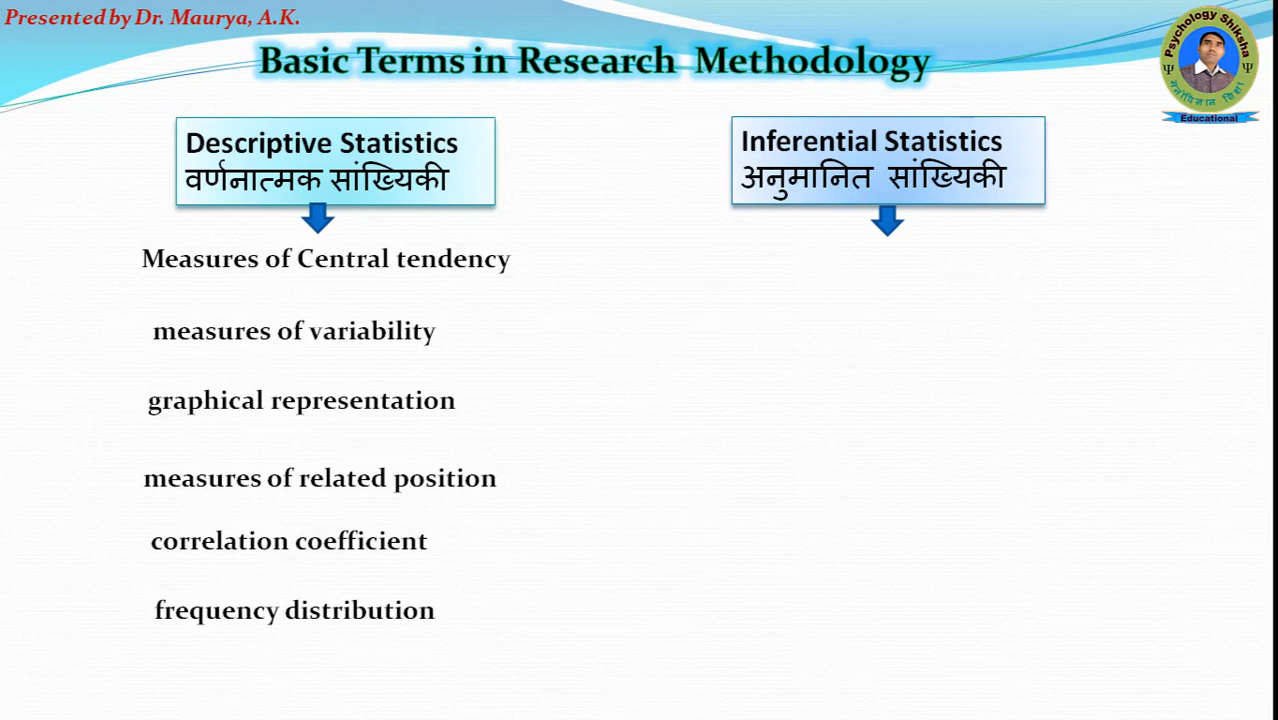 Presented by Dr. Maurya, A.K.
Basic Terms in Research Methodology
Psychology Shiksha
Ψ Ψ
मनोविज्ञान शिक्षा
Educational
Descriptive Statistics
वर्णनात्मक सांख्यिकी
Inferential Statistics
अनुमानित सांख्यिकी
Measures of Central tendency
measures of variability
graphical representation
measures of related position
correlation coefficient
frequency distribution